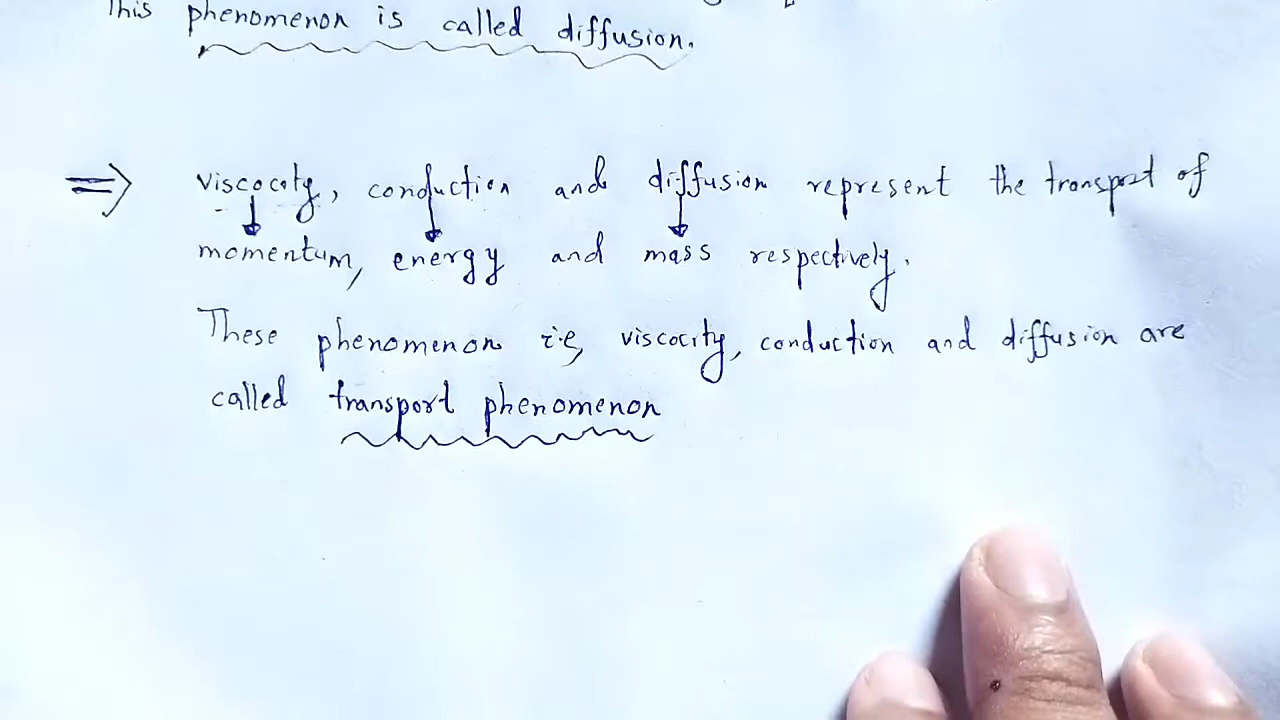 This phenomenon is called diffusion.
⇒ viscocoty, conduction and diffusion represent the transport of
momentum, energy and mass respectively.
These phenomenon i.e, viscocity, conduction and diffusion are
called transport phenomenon